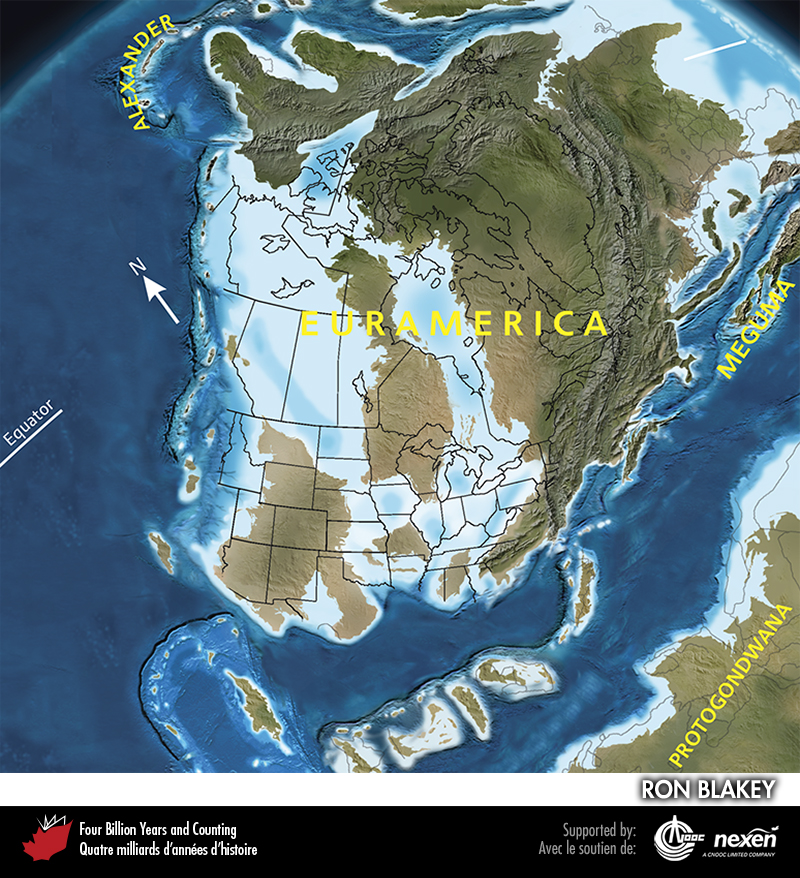 ALEXANDER
N
EURAMERICA
MEGUMA
Equator
PROTOGONDWANA
RON BLAKEY
Four Billion Years and Counting
Quatre milliards d'années d'histoire
Supported by:
Avec le soutien de:
CNOOC
nexen
A CNOOC LIMITED COMPANY